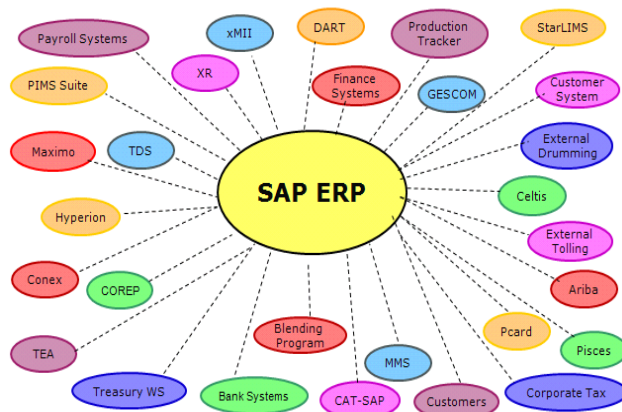 Payroll Systems
xMII
DART
Production
Tracker
StarLIMS
XR
Finance
Systems
GESCOM
Customer
System
PIMS Suite
Maximo
TDS
External
Drumming
SAP ERP
Celtis
Hyperion
External
Tolling
Conex
COREP
Ariba
TEA
Blending
Program
MMS
Pcard
Pisces
Treasury WS
Bank Systems
CAT-SAP
Customers
Corporate Tax